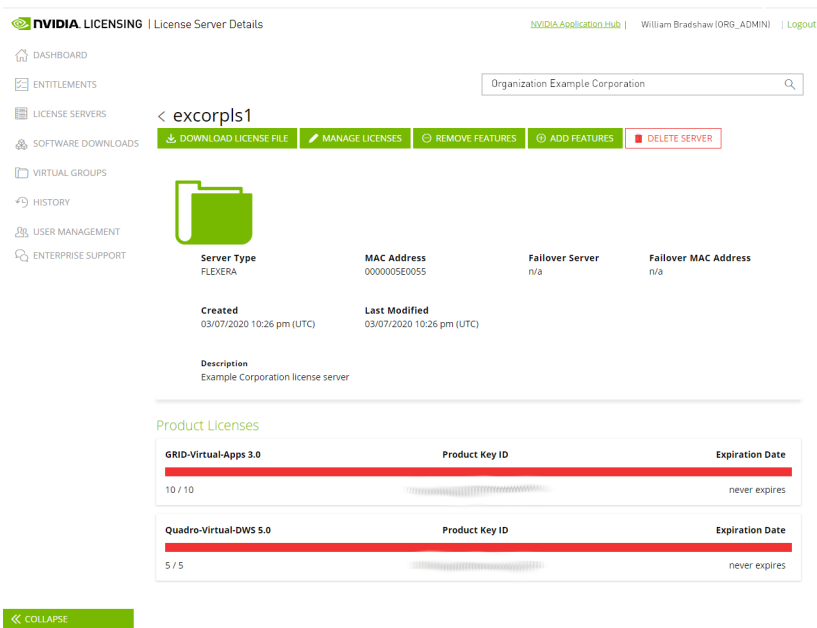 NVIDIA. LICENSING | License Server Details
NVIDIA Application Hub | William Bradshaw (ORG_ADMIN) | Logout
DASHBOARD
ENTITLEMENTS
LICENSE SERVERS
SOFTWARE DOWNLOADS
VIRTUAL GROUPS
HISTORY
USER MANAGEMENT
ENTERPRISE SUPPORT
Organization Example Corporation
< excorpls1
DOWNLOAD LICENSE FILE MANAGE LICENSES REMOVE FEATURES ADD FEATURES DELETE SERVER
Server Type MAC Address Failover Server Failover MAC Address
FLEXERA 0000005E0055 n/a n/a
Created Last Modified
03/07/2020 10:26 pm (UTC) 03/07/2020 10:26 pm (UTC)
Description
Example Corporation license server
Product Licenses
GRID-Virtual-Apps 3.0 Product Key ID Expiration Date
10 / 10 never expires
Quadro-Virtual-DWS 5.0 Product Key ID Expiration Date
5 / 5 never expires
COLLAPSE